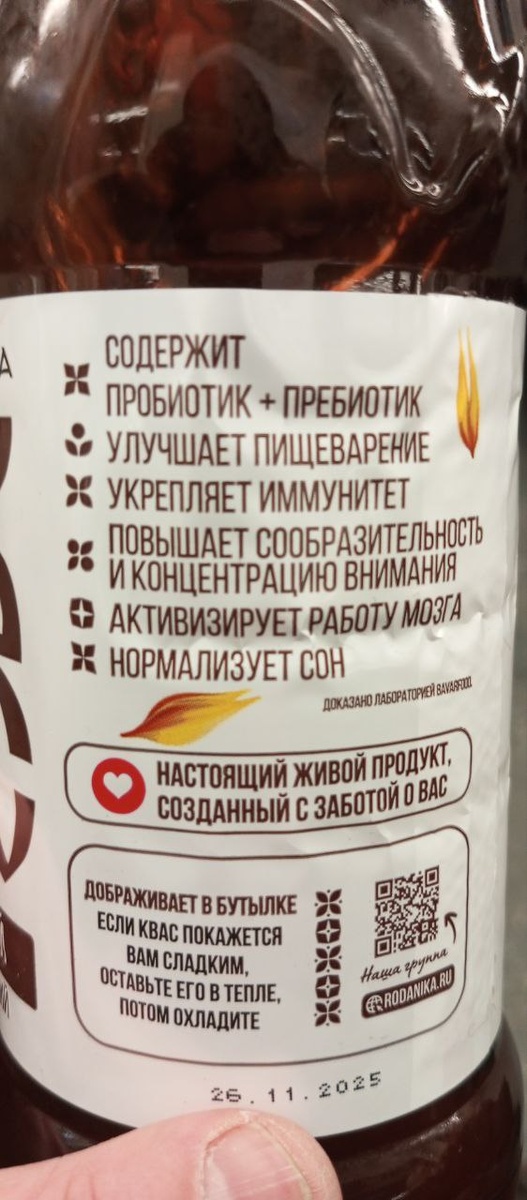 СОДЕРЖИТ
ПРОБИОТИК + ПРЕБИОТИК
УЛУЧШАЕТ ПИЩЕВАРЕНИЕ
УКРЕПЛЯЕТ ИММУНИТЕТ
ПОВЫШАЕТ СООБРАЗИТЕЛЬНОСТЬ
И КОНЦЕНТРАЦИЮ ВНИМАНИЯ
АКТИВИЗИРУЕТ РАБОТУ МОЗГА
НОРМАЛИЗУЕТ СОН
ДОКАЗАНО ЛАБОРАТОРИЕЙ BAVARFOOD.
НАСТОЯЩИЙ ЖИВОЙ ПРОДУКТ,
СОЗДАННЫЙ С ЗАБОТОЙ О ВАС
ДОБРАЖИВАЕТ В БУТЫЛКЕ
ЕСЛИ КВАС ПОКАЖЕТСЯ
ВАМ СЛАДКИМ,
ОСТАВЬТЕ ЕГО В ТЕПЛЕ,
ПОТОМ ОХЛАДИТЕ
Наша группа
RODANIKA.RU
26.11.2025